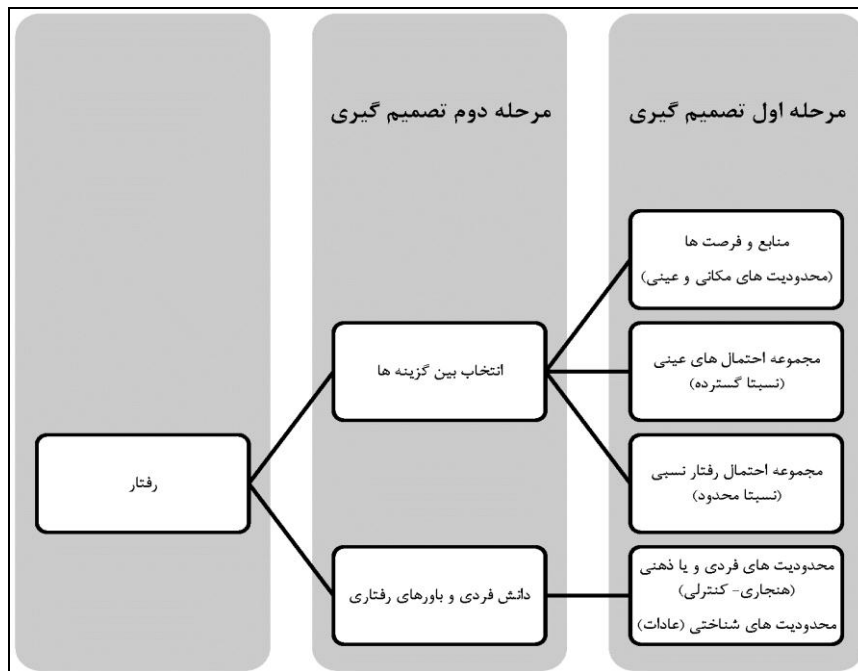 مرحله اول تصمیم گیری
مرحله دوم تصمیم گیری
منابع و فرصت ها
(محدودیت های مکانی و عینی)
مجموعه احتمال های عینی
(نسبتا گسترده)
مجموعه احتمال رفتار نسبی
(نسبتا محدود)
محدودیت های فردی و یا ذهنی
(هنجاری- کنترلی)
محدودیت های شناختی (عادات)
انتخاب بین گزینه ها
دانش فردی و باورهای رفتاری
رفتار